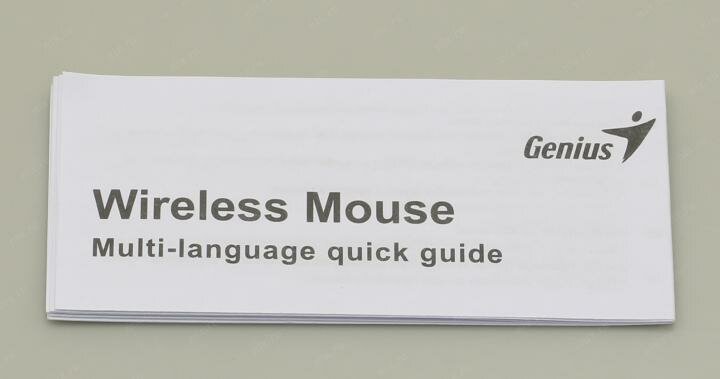 Genius
Wireless Mouse
Multi-language quick guide